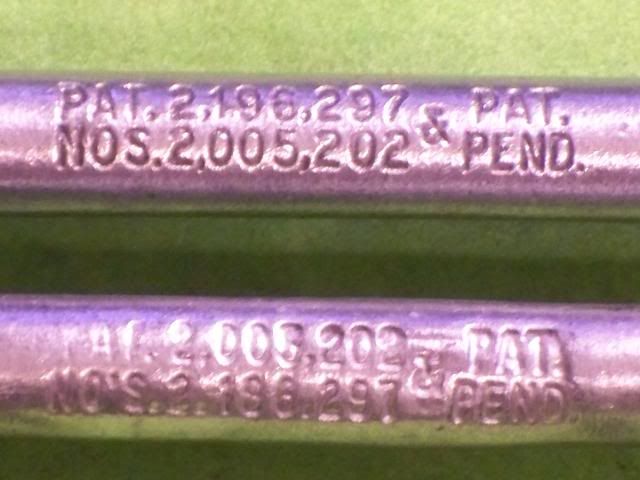 PAT. 2,196,297 & PAT.
NOS. 2,005,202 PEND.
PAT. 2,005,202 & PAT.
NO'S. 2,196,297 PEND.